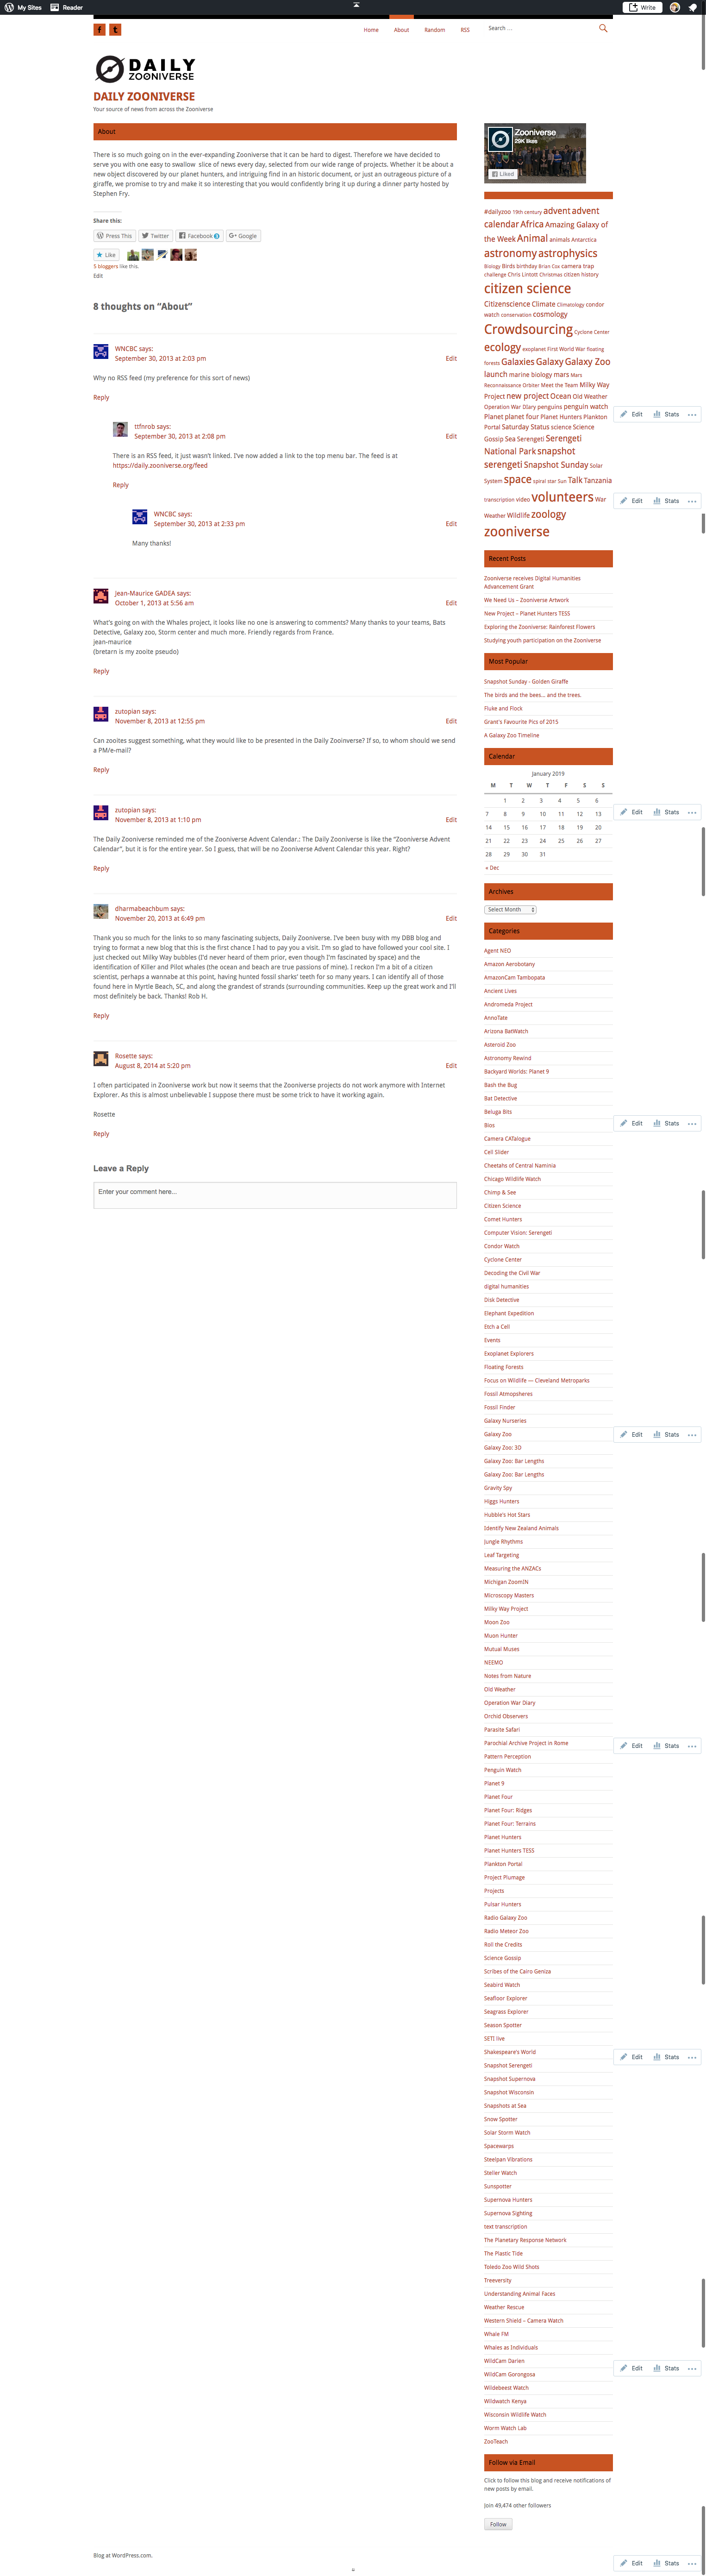 My Sites Reader Write
Home About Random RSS Search …
DAILY
ZOONIVERSE
DAILY ZOONIVERSE
Your source of news from across the Zooniverse
About
There is so much going on in the ever-expanding Zooniverse that it can be hard to digest. Therefore we have decided to
serve you with one easy to swallow slice of news every day, selected from our wide range of projects. Whether it be about a
new planet discovery, an intriguing find in an historic document, or just an outrageously cute picture of
a giraffe, we promise to try and make it so interesting that you could confidently bring it up during a dinner party hosted by
Stephen Fry.
Share this:
Press This Twitter Facebook Google
Like
5 bloggers like this.
Edit
8 thoughts on “About”
WNCBC says:
September 30, 2013 at 2:03 pm Edit
Why no RSS feed (my preference for this sort of news)
Reply
ttfnrob says:
September 30, 2013 at 2:08 pm Edit
There is an RSS feed, it just wasn't linked. I've now added a link to the top menu bar. The feed is at
https://daily.zooniverse.org/feed
Reply
WNCBC says:
September 30, 2013 at 2:33 pm Edit
Many thanks!
Jean-Maurice GADEA says:
October 1, 2013 at 5:56 am Edit
What's going on with the Whales project, it looks like no one is answering to comments? Many thanks to your teams, Bats
Detective, Galaxy zoo, Storm center and much more. Friendly regards from France.
jean-maurice
(bretarn is my zooite pseudo)
Reply
zutopian says:
November 8, 2013 at 12:55 pm Edit
Can zooites suggest something, what they would like to be presented in the Daily Zooinverse? If so, to whom should we send
a PM/e-mail?
Reply
zutopian says:
November 8, 2013 at 1:10 pm Edit
The Daily Zooniverse reminded me of the Zooniverse Advent Calendar.: The Daily Zooniverse is like the “Zooniverse Advent
Calendar”, but it is for the entire year. So I guess, that will be no Zooniverse Advent Calendar this year. Right?
Reply
dharmabeachbum says:
November 20, 2013 at 6:49 pm Edit
Thank you so much for the links to so many fascinating subjects, Daily Zooniverse. I've been busy with my DBB blog and
trying to format a new blog that this is the first chance I had to pay you a visit. I'm so glad to have followed your cool site. I
just checked out Milky Way bubbles (I'd never heard of them prior, even though I'm fascinated by space) and the
identification of Killer and Pilot whales (the ocean and beach are true passions of mine). I reckon I'm a bit of a citizen
scientist, perhaps a wannabe at this point, having hunted fossil sharks' teeth for so many years. I can identify all of those
found here in Myrtle Beach, SC, and along the grandest of strands (surrounding communities. Keep up the great work and I'll
most definitely be back. Thanks! Rob H.
Reply
Rosette says:
August 8, 2014 at 5:20 pm Edit
I often participated in Zooniverse work but now it seems that the Zooniverse projects do not work anymore with Internet
Explorer. As this is almost unbelievable I suppose there must be some trick to have it working again.
Rosette
Reply
Leave a Reply
Enter your comment here...
Blog at WordPress.com.
Zooniverse
29K likes
Liked
#dailyzoo 19th century advent advent
calendar Africa Amazing Galaxy of
the Week Animal animals Antarctica
astronomy astrophysics
Biology Birds birthday Brian Cox camera trap
challenge Chris Lintott Christmas citizen history
citizen science
Citizenscience Climate Climatology condor
watch conservation cosmology
Crowdsourcing Cyclone Center
ecology exoplanet First World War floating
forests Galaxies Galaxy Galaxy Zoo
launch marine biology mars Mars
Reconnaissance Orbiter Meet the Team Milky Way
Project new project Ocean Old Weather
Operation War Diary penguins penguin watch
Planet planet four Planet Hunters Plankton
Portal Saturday Status science Science
Gossip Sea Serengeti Serengeti
National Park snapshot
serengeti Snapshot Sunday Solar
System space spiral star Sun Talk Tanzania
transcription video volunteers War
Weather Wildlife zoology
zooniverse
Recent Posts
Zooniverse receives Digital Humanities
Advancement Grant
We Need Us – Zooniverse Artwork
New Project – Planet Hunters TESS
Exploring the Zooniverse: Rainforest Flowers
Studying youth participation on the Zooniverse
Most Popular
Snapshot Sunday - Golden Giraffe
The birds and the bees... and the trees.
Fluke and Flock
Grant's Favourite Pics of 2015
A Galaxy Zoo Timeline
Calendar
January 2019
M T W T F S S
1 2 3 4 5 6
7 8 9 10 11 12 13
14 15 16 17 18 19 20
21 22 23 24 25 26 27
28 29 30 31
« Dec
Archives
Select Month
Categories
Agent NEO
Amazon Aerobotany
AmazonCam Tambopata
Ancient Lives
Andromeda Project
AnnoTate
Arizona BatWatch
Asteroid Zoo
Astronomy Rewind
Backyard Worlds: Planet 9
Bash the Bug
Bat Detective
Beluga Bits
Blos
Camera CATalogue
Cell Slider
Cheetahs of Central Namibia
Chicago Wildlife Watch
Chimp & See
Citizen Science
Comet Hunters
Computer Vision: Serengeti
Condor Watch
Cyclone Center
Decoding the Civil War
digital humanities
Disk Detective
Elephant Expedition
Etch a Cell
Events
Exoplanet Explorers
Floating Forests
Focus on Wildlife — Cleveland Metroparks
Fossil Atmospheres
Fossil Finder
Galaxy Nurseries
Galaxy Zoo
Galaxy Zoo: 3D
Galaxy Zoo: Bar Lengths
Galaxy Zoo: Bar Lengths
Gravity Spy
Higgs Hunters
Hubble's Hot Stars
Identify New Zealand Animals
Jungle Rhythms
Leaf Targeting
Measuring the ANZACs
Michigan ZoomIN
Microscopy Masters
Milky Way Project
Moon Zoo
Muon Hunter
Mutual Muses
NEEMO
Notes from Nature
Old Weather
Operation War Diary
Orchid Observers
Parasite Safari
Parochial Archive Project in Rome
Pattern Perception
Penguin Watch
Planet 9
Planet Four
Planet Four: Ridges
Planet Four: Terrains
Planet Hunters
Planet Hunters TESS
Plankton Portal
Project Plumage
Projects
Pulsar Hunters
Radio Galaxy Zoo
Radio Meteor Zoo
Roll the Credits
Science Gossip
Scribes of the Cairo Geniza
Seabird Watch
Seafloor Explorer
Seagrass Explorer
Season Spotter
SETI live
Shakespeare's World
Snapshot Serengeti
Snapshot Supernova
Snapshot Wisconsin
Snapshots at Sea
Snow Spotter
Solar Storm Watch
Spacewarps
Steelpan Vibrations
Steller Watch
Sunspotter
Supernova Hunters
Supernova Sighting
text transcription
The Planetary Response Network
The Plastic Tide
Toledo Zoo Wild Shots
Treeversity
Understanding Animal Faces
Weather Rescue
Western Shield – Camera Watch
Whale FM
Whales as Individuals
WildCam Darien
WildCam Gorongosa
Wildebeest Watch
Wildwatch Kenya
Wisconsin Wildlife Watch
Worm Watch Lab
ZooTeach
Follow via Email
Click to follow this blog and receive notifications of
new posts by email.
Join 49,474 other followers
Follow
Edit Stats
Edit Stats
Edit Stats
Edit Stats
Edit Stats
Edit Stats
Edit Stats
Edit Stats
Edit Stats